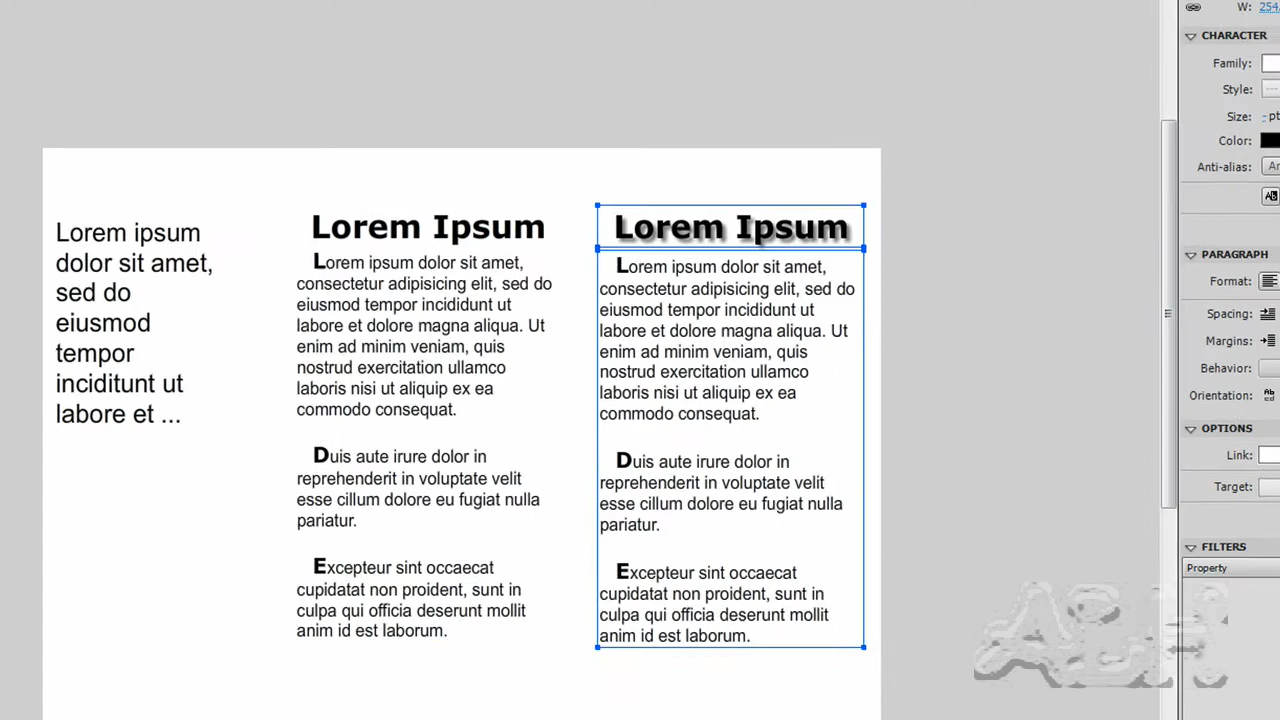 Lorem ipsum
dolor sit amet,
sed do
eiusmod
tempor
inciditunt ut
labore et ...
Lorem Ipsum
Lorem ipsum dolor sit amet,
consectetur adipisicing elit, sed do
eiusmod tempor incididunt ut
labore et dolore magna aliqua. Ut
enim ad minim veniam, quis
nostrud exercitation ullamco
laboris nisi ut aliquip ex ea
commodo consequat.
Duis aute irure dolor in
reprehenderit in voluptate velit
esse cillum dolore eu fugiat nulla
pariatur.
Excepteur sint occaecat
cupidatat non proident, sunt in
culpa qui officia deserunt mollit
anim id est laborum.
Lorem Ipsum
Lorem ipsum dolor sit amet,
consectetur adipisicing elit, sed do
eiusmod tempor incididunt ut
labore et dolore magna aliqua. Ut
enim ad minim veniam, quis
nostrud exercitation ullamco
laboris nisi ut aliquip ex ea
commodo consequat.
Duis aute irure dolor in
reprehenderit in voluptate velit
esse cillum dolore eu fugiat nulla
pariatur.
Excepteur sint occaecat
cupidatat non proident, sunt in
culpa qui officia deserunt mollit
anim id est laborum.
W: 254
CHARACTER
Family:
Style:
Size: - pt
Color:
Anti-alias:
PARAGRAPH
Format:
Spacing:
Margins:
Behavior:
Orientation:
OPTIONS
Link:
Target:
FILTERS
Property